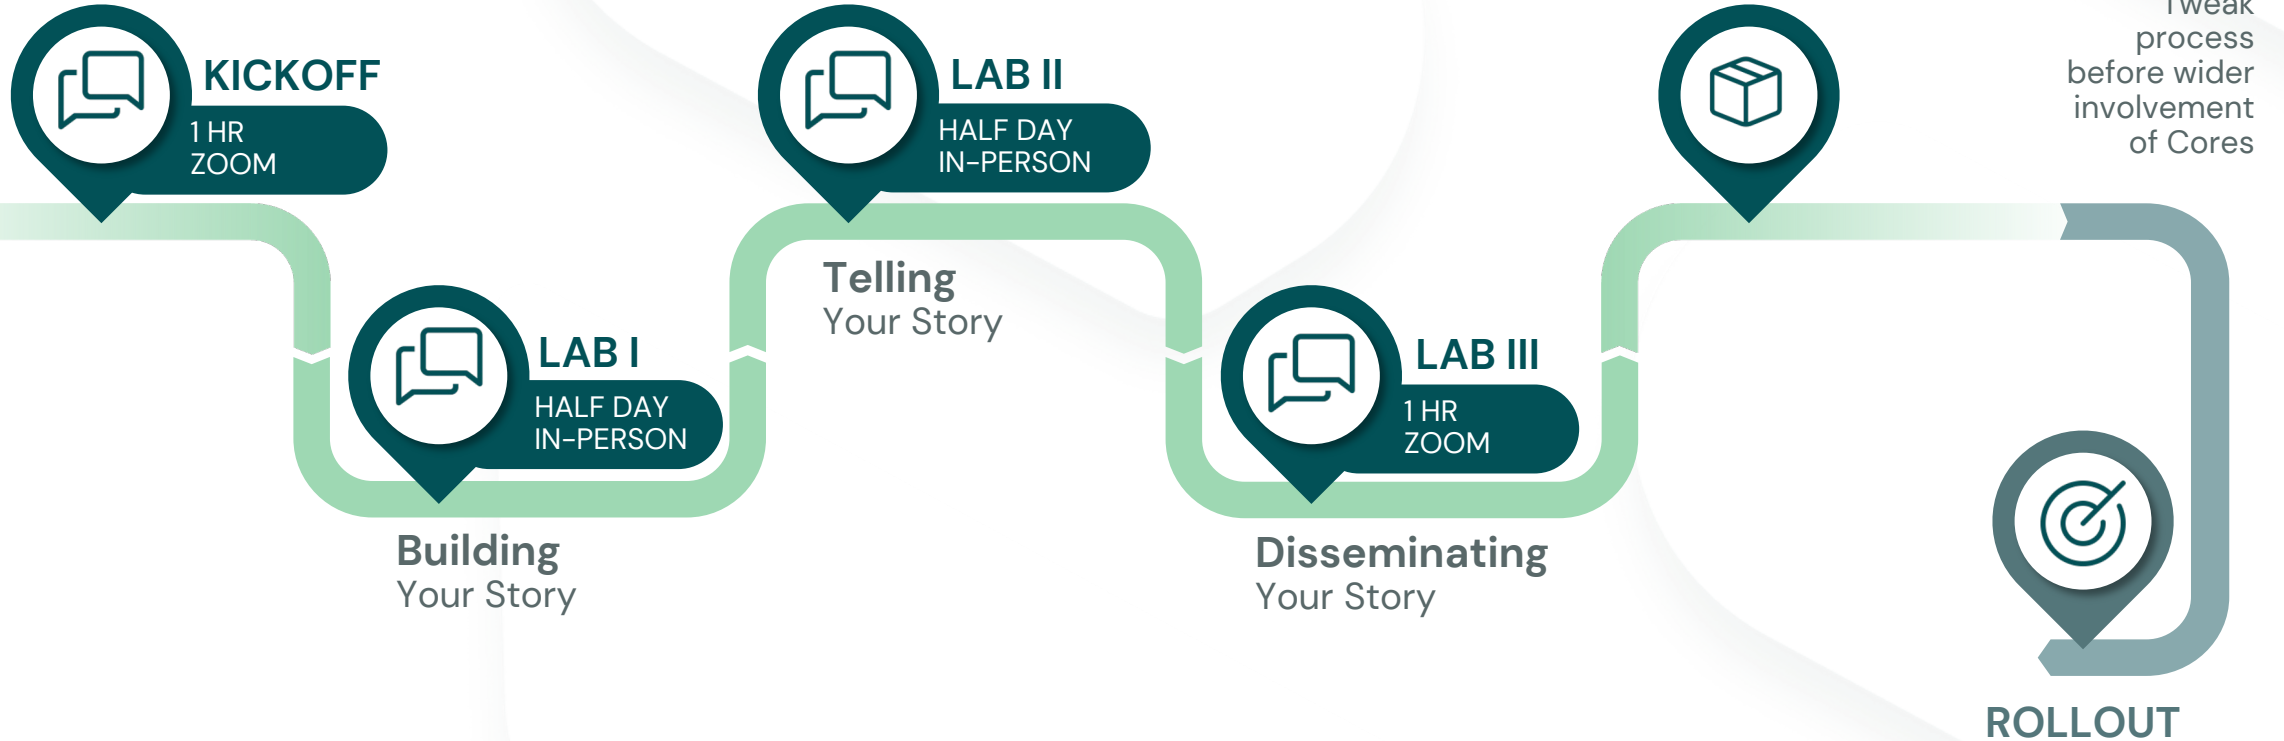 KICKOFF
1 HR
ZOOM
LAB I
HALF DAY
IN-PERSON
Building
Your Story
LAB II
HALF DAY
IN-PERSON
Telling
Your Story
LAB III
1 HR
ZOOM
Disseminating
Your Story
Tweak
process
before wider
involvement
of Cores
ROLLOUT